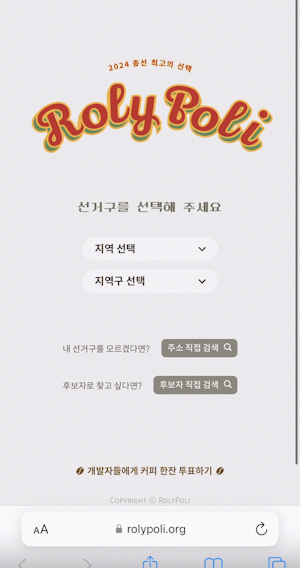 2024 총선 최고의 선택
Roly Poli
선거구를 선택해 주세요
지역 선택
지역구 선택
내 선거구를 모르겠다면? 주소 직접 검색
후보자로 찾고 싶다면? 후보자 직접 검색
개발자들에게 커피 한잔 투표하기
Copyright ⓒ RolyPoli
AA rolypoli.org